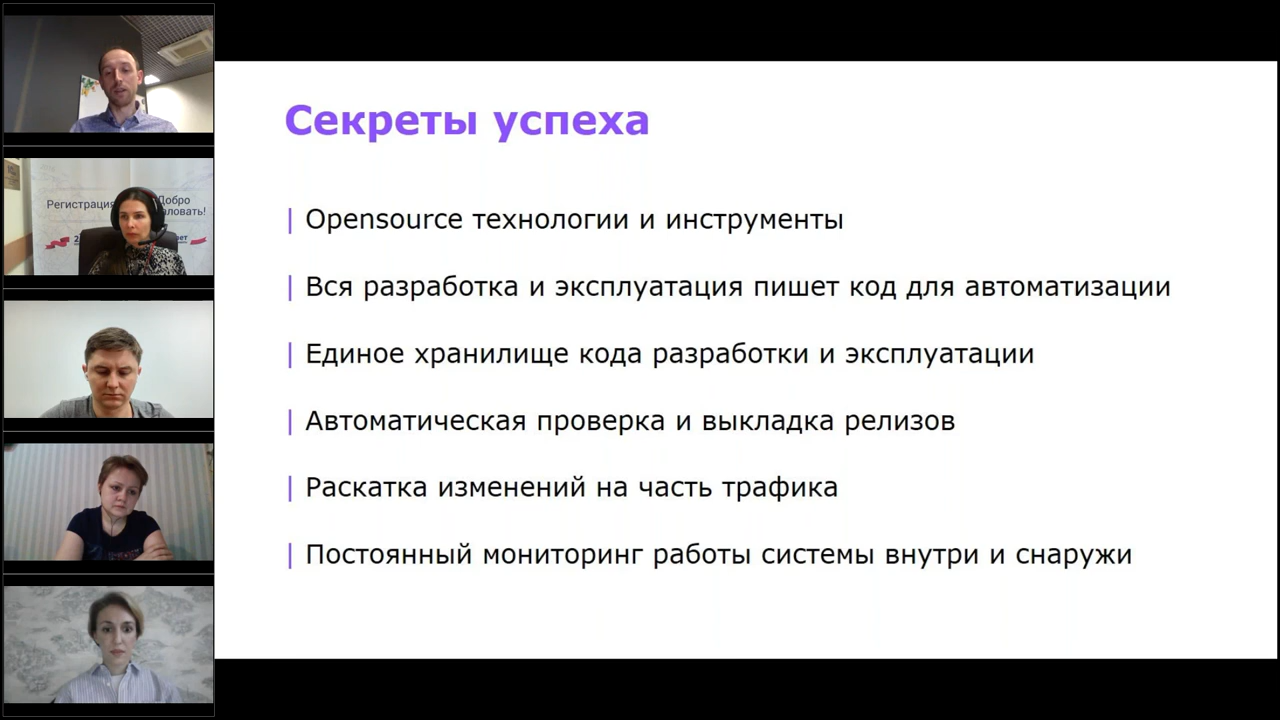 Секреты успеха
| Opensource технологии и инструменты
| Вся разработка и эксплуатация пишет код для автоматизации
| Единое хранилище кода разработки и эксплуатации
| Автоматическая проверка и выкладка релизов
| Раскатка изменений на часть трафика
| Постоянный мониторинг работы системы внутри и снаружи
Регистрация
Добро
аловать!